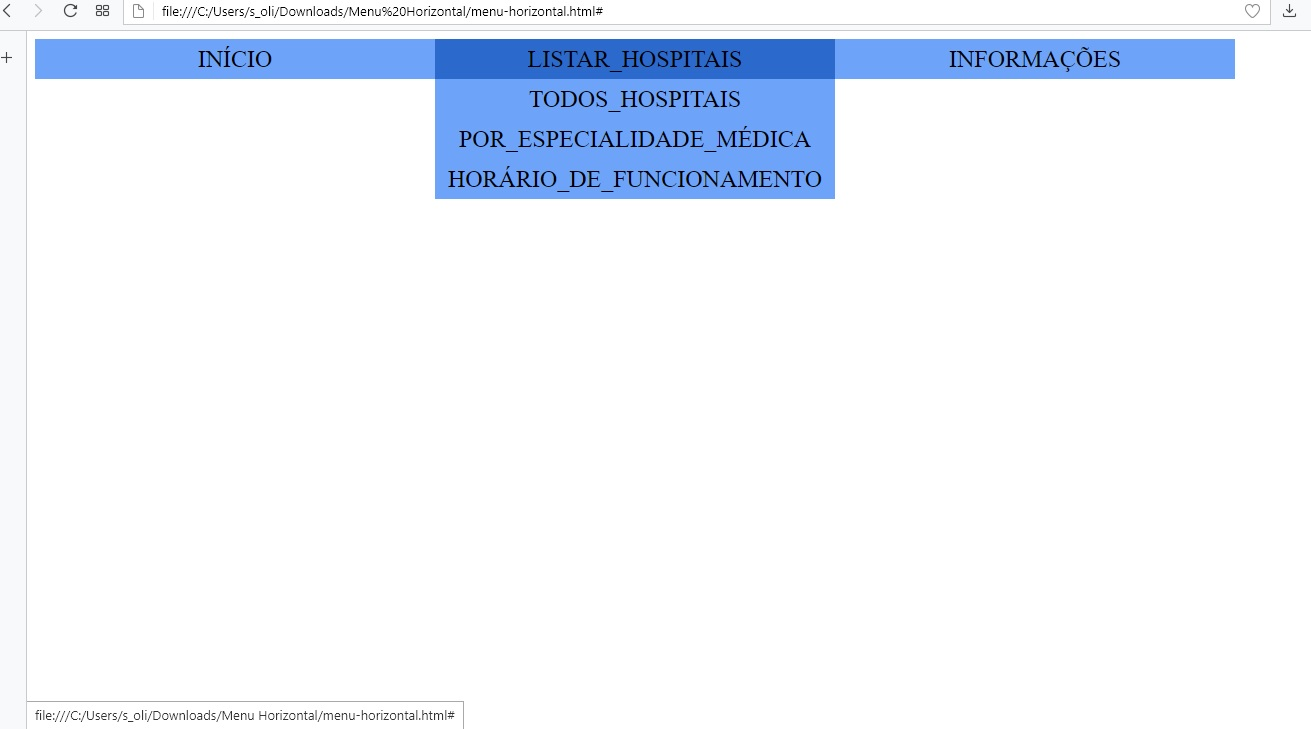 file:///C:/Users/s_oli/Downloads/Menu%20Horizontal/menu-horizontal.html#
INÍCIO LISTAR_HOSPITAIS INFORMAÇÕES
TODOS_HOSPITAIS
POR_ESPECIALIDADE_MÉDICA
HORÁRIO_DE_FUNCIONAMENTO
file:///C:/Users/s_oli/Downloads/Menu Horizontal/menu-horizontal.html#